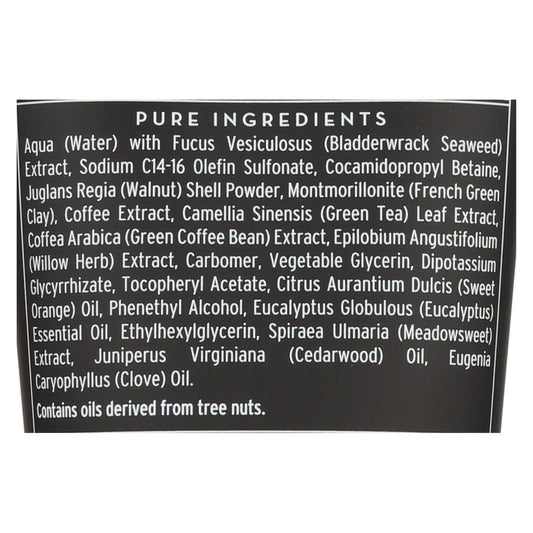 PURE INGREDIENTS
Aqua (Water) with Fucus Vesiculosus (Bladderwrack Seaweed)
Extract, Sodium C14-16 Olefin Sulfonate, Cocamidopropyl Betaine,
Juglans Regia (Walnut) Shell Powder, Montmorillonite (French Green
Clay), Coffee Extract, Camellia Sinensis (Green Tea) Leaf Extract,
Coffea Arabica (Green Coffee Bean) Extract, Epilobium Angustifolium
(Willow Herb) Extract, Carbomer, Vegetable Glycerin, Dipotassium
Glycyrrhizate, Tocopheryl Acetate, Citrus Aurantium Dulcis (Sweet
Orange) Oil, Phenethyl Alcohol, Eucalyptus Globulous (Eucalyptus)
Essential Oil, Ethylhexylglycerin, Spiraea Ulmaria (Meadowsweet)
Extract, Juniperus Virginiana (Cedarwood) Oil, Eugenia
Caryophyllus (Clove) Oil.
Contains oils derived from tree nuts.